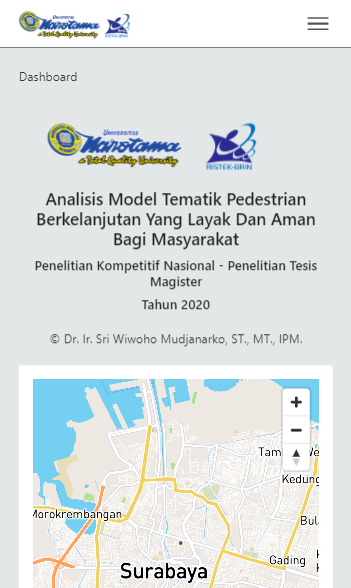 UNIVERSITAS
Narotama
a Total Quality University
Dashboard
UNIVERSITAS
Narotama
a Total Quality University
RISTEK-BRIN
Analisis Model Tematik Pedestrian
Berkelanjutan Yang Layak Dan Aman
Bagi Masyarakat
Penelitian Kompetitif Nasional - Penelitian Tesis
Magister
Tahun 2020
© Dr. Ir. Sri Wiwoho Mudjanarko, ST., MT., IPM.
Tam
We
Kedung
Morokrembangan
Bul
Gading
Surabaya